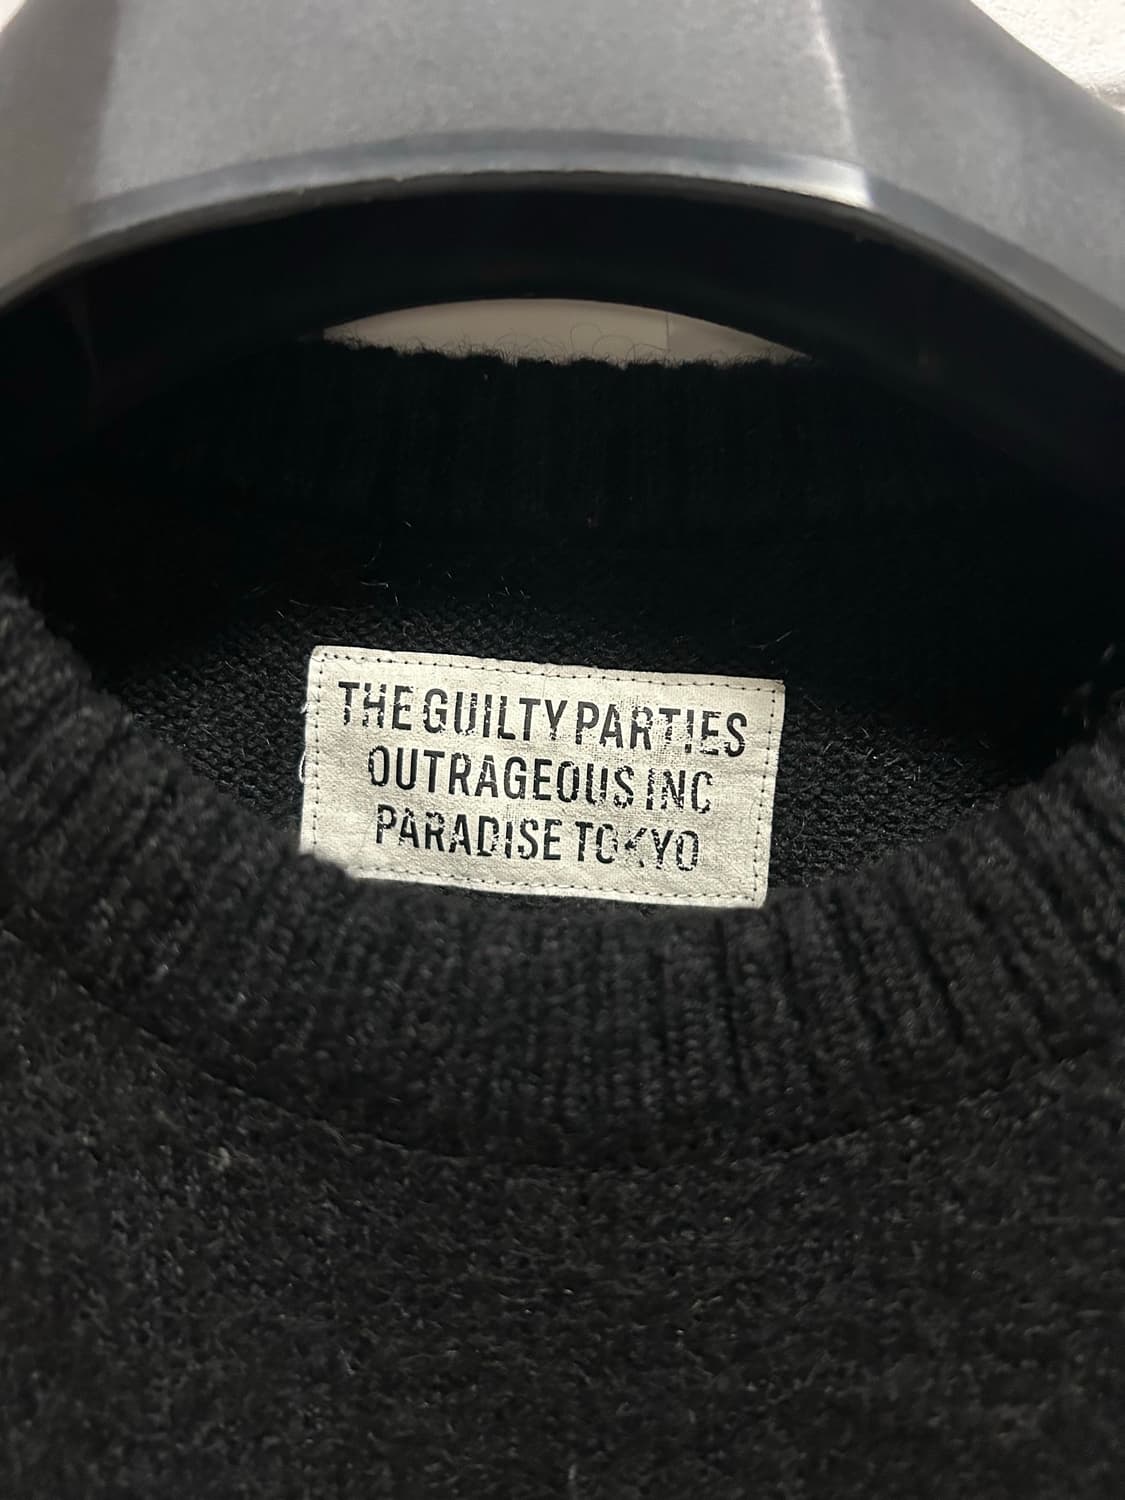 THE GUILTY PARTIES
OUTRAGEOUS INC
PARADISE TOKYO